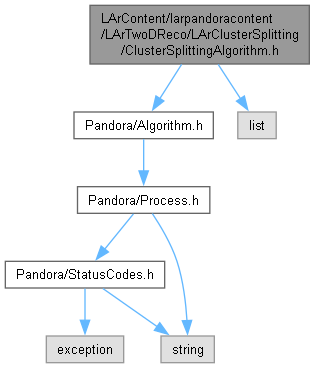 LArContent/larpandoracontent
/LArTwoDReco/LArClusterSplitting
/ClusterSplittingAlgorithm.h
Pandora/Algorithm.h
list
Pandora/Process.h
Pandora/StatusCodes.h
exception
string